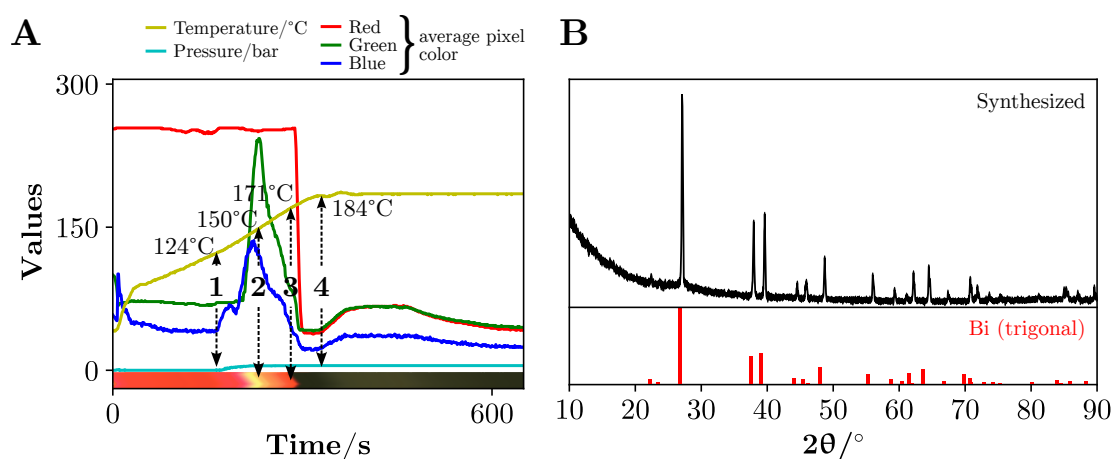 A
Temperature/°C
Pressure/bar
Red
Green
Blue
average pixel
color
300
150
0
Values
124°C
150°C
171°C
184°C
1
2
3
4
0
600
Time/s
B
Synthesized
Bi (trigonal)
10
20
30
40
50
60
70
80
90
2θ/°